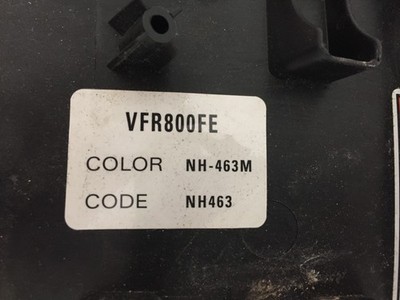 VFR800FE
COLOR NH-463M
CODE NH463